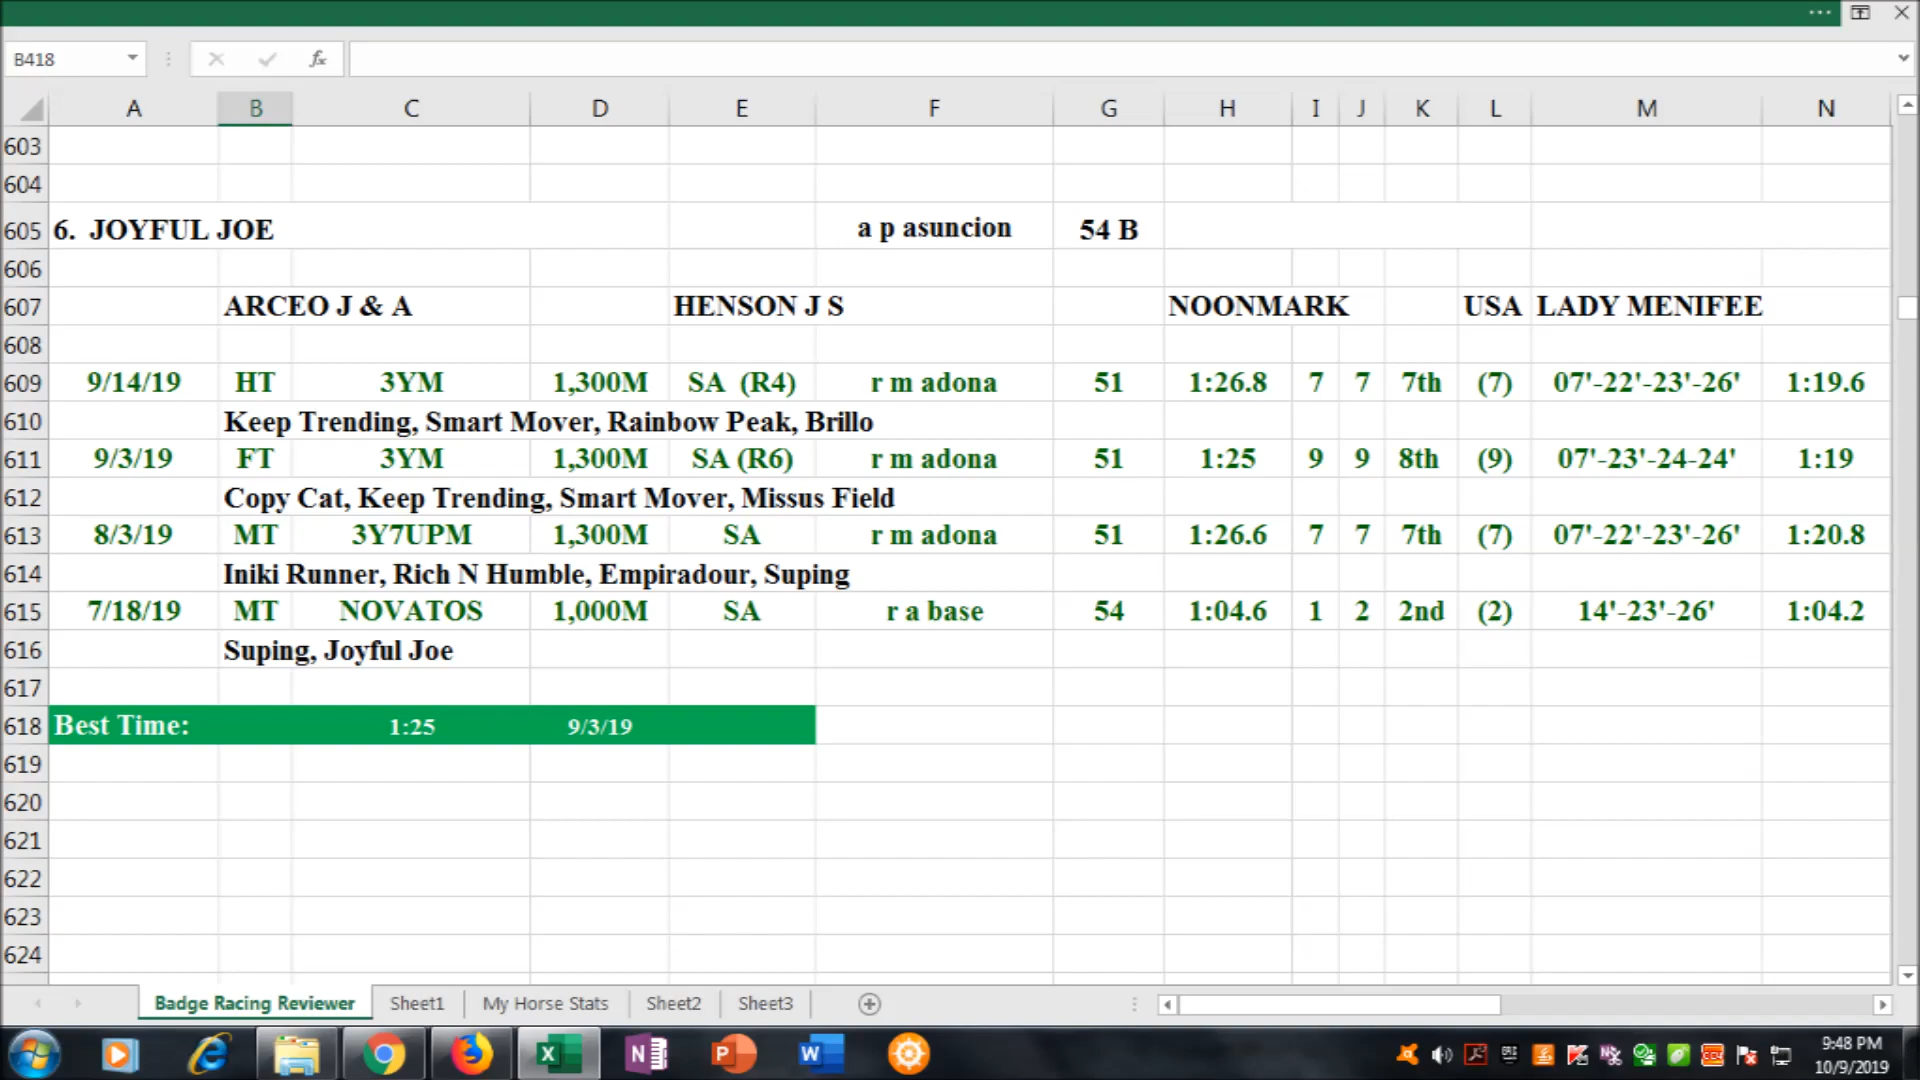 B418 fx
A B C D E F G H I J K L M N
603
604
605 6. JOYFUL JOE a p asuncion 54 B
606
607 ARCEO J & A HENSON J S NOONMARK USA LADY MENIFEE
608
609 9/14/19 HT 3YM 1,300M SA (R4) r m adona 51 1:26.8 7 7 7th (7) 07'-22'-23'-26' 1:19.6
610 Keep Trending, Smart Mover, Rainbow Peak, Brillo
611 9/3/19 FT 3YM 1,300M SA (R6) r m adona 51 1:25 9 9 8th (9) 07'-23'-24-24' 1:19
612 Copy Cat, Keep Trending, Smart Mover, Missus Field
613 8/3/19 MT 3Y7UPM 1,300M SA r m adona 51 1:26.6 7 7 7th (7) 07'-22'-23'-26' 1:20.8
614 Iniki Runner, Rich N Humble, Empiradour, Suping
615 7/18/19 MT NOVATOS 1,000M SA r a base 54 1:04.6 1 2 2nd (2) 14'-23'-26' 1:04.2
616 Suping, Joyful Joe
617
618 Best Time: 1:25 9/3/19
619
620
621
622
623
624
Badge Racing Reviewer Sheet1 My Horse Stats Sheet2 Sheet3
9:48 PM
10/9/2019